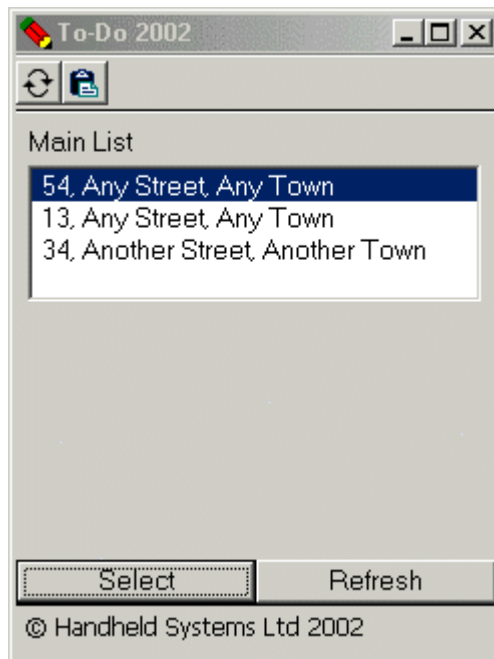 To-Do 2002
Main List
54, Any Street, Any Town
13, Any Street, Any Town
34, Another Street, Another Town
Select Refresh
© Handheld Systems Ltd 2002